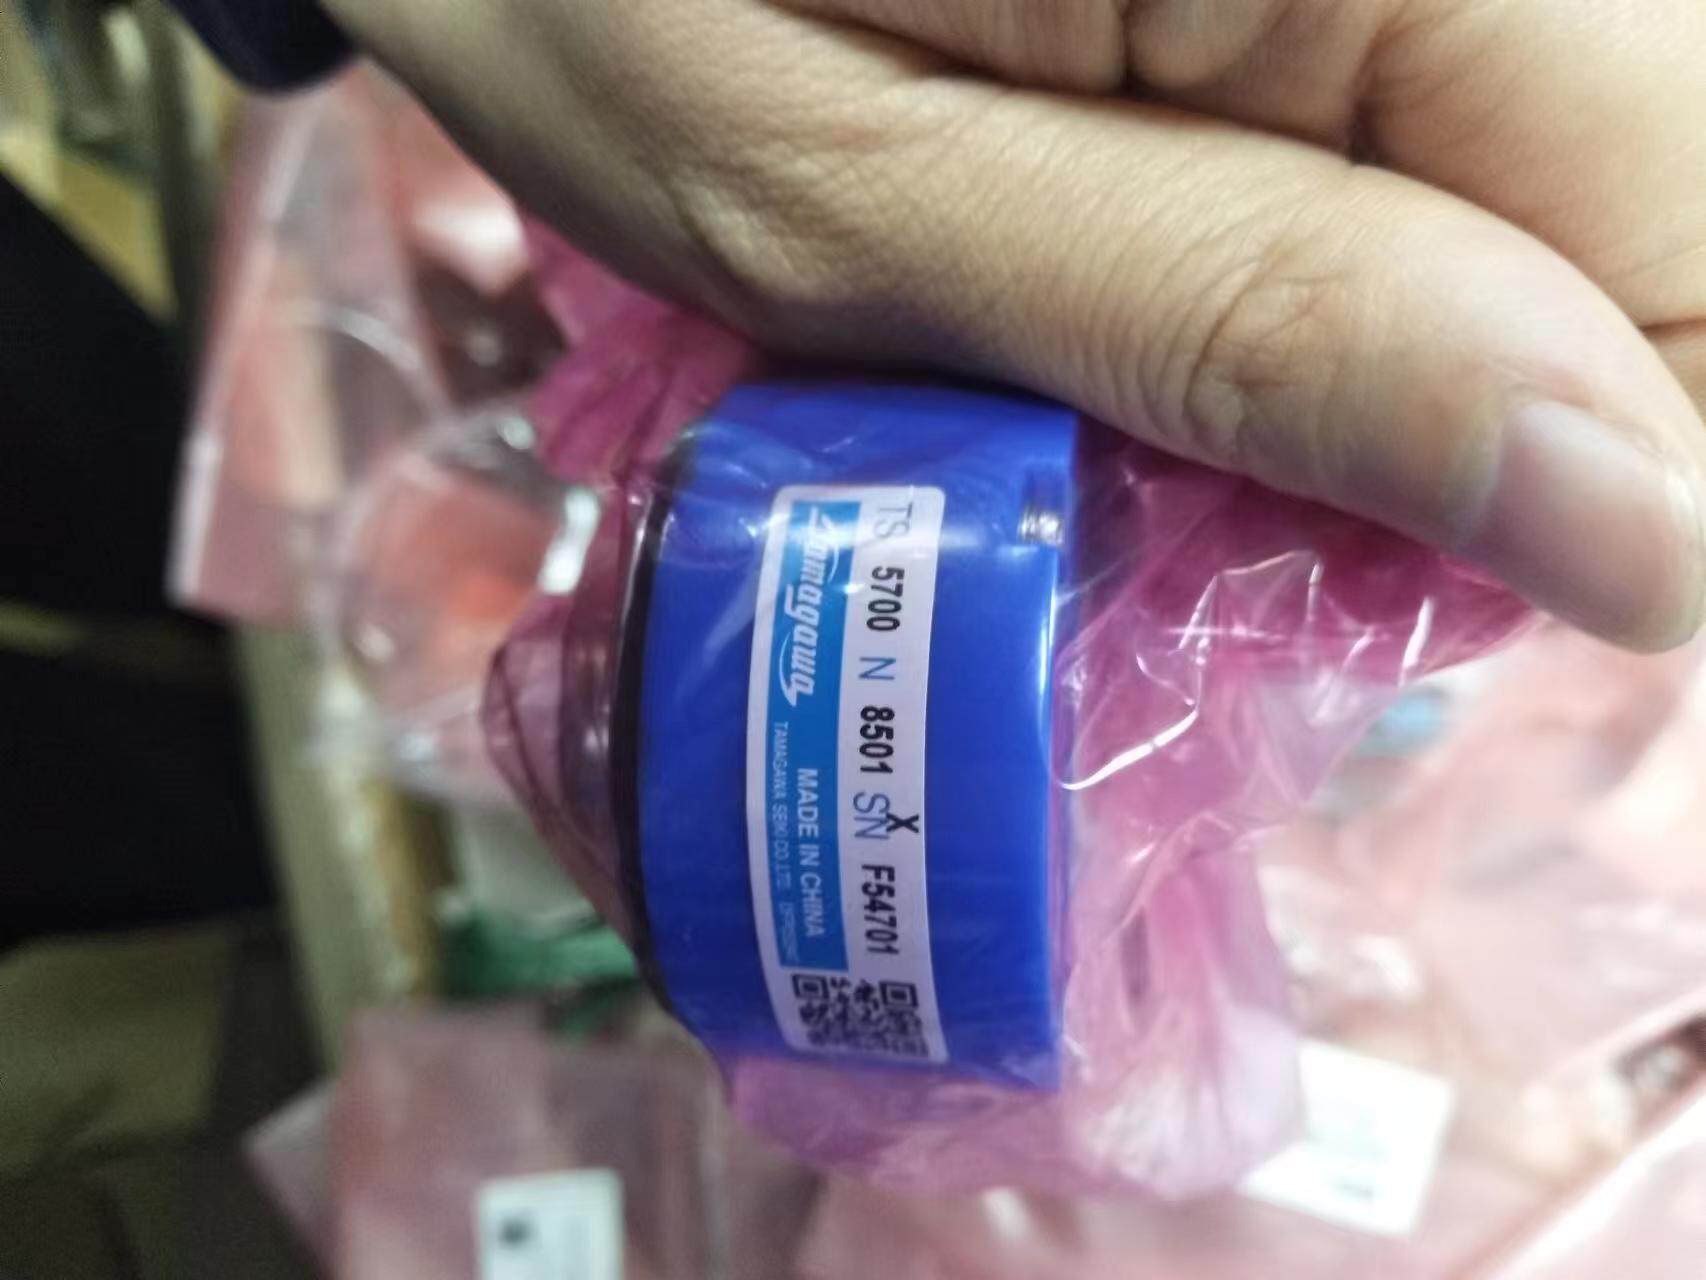 TS 5700 N 8501 SN F54701
X
Tamagawa MADE IN CHINA
TAMAGAWA SEIKI CO.,LTD.